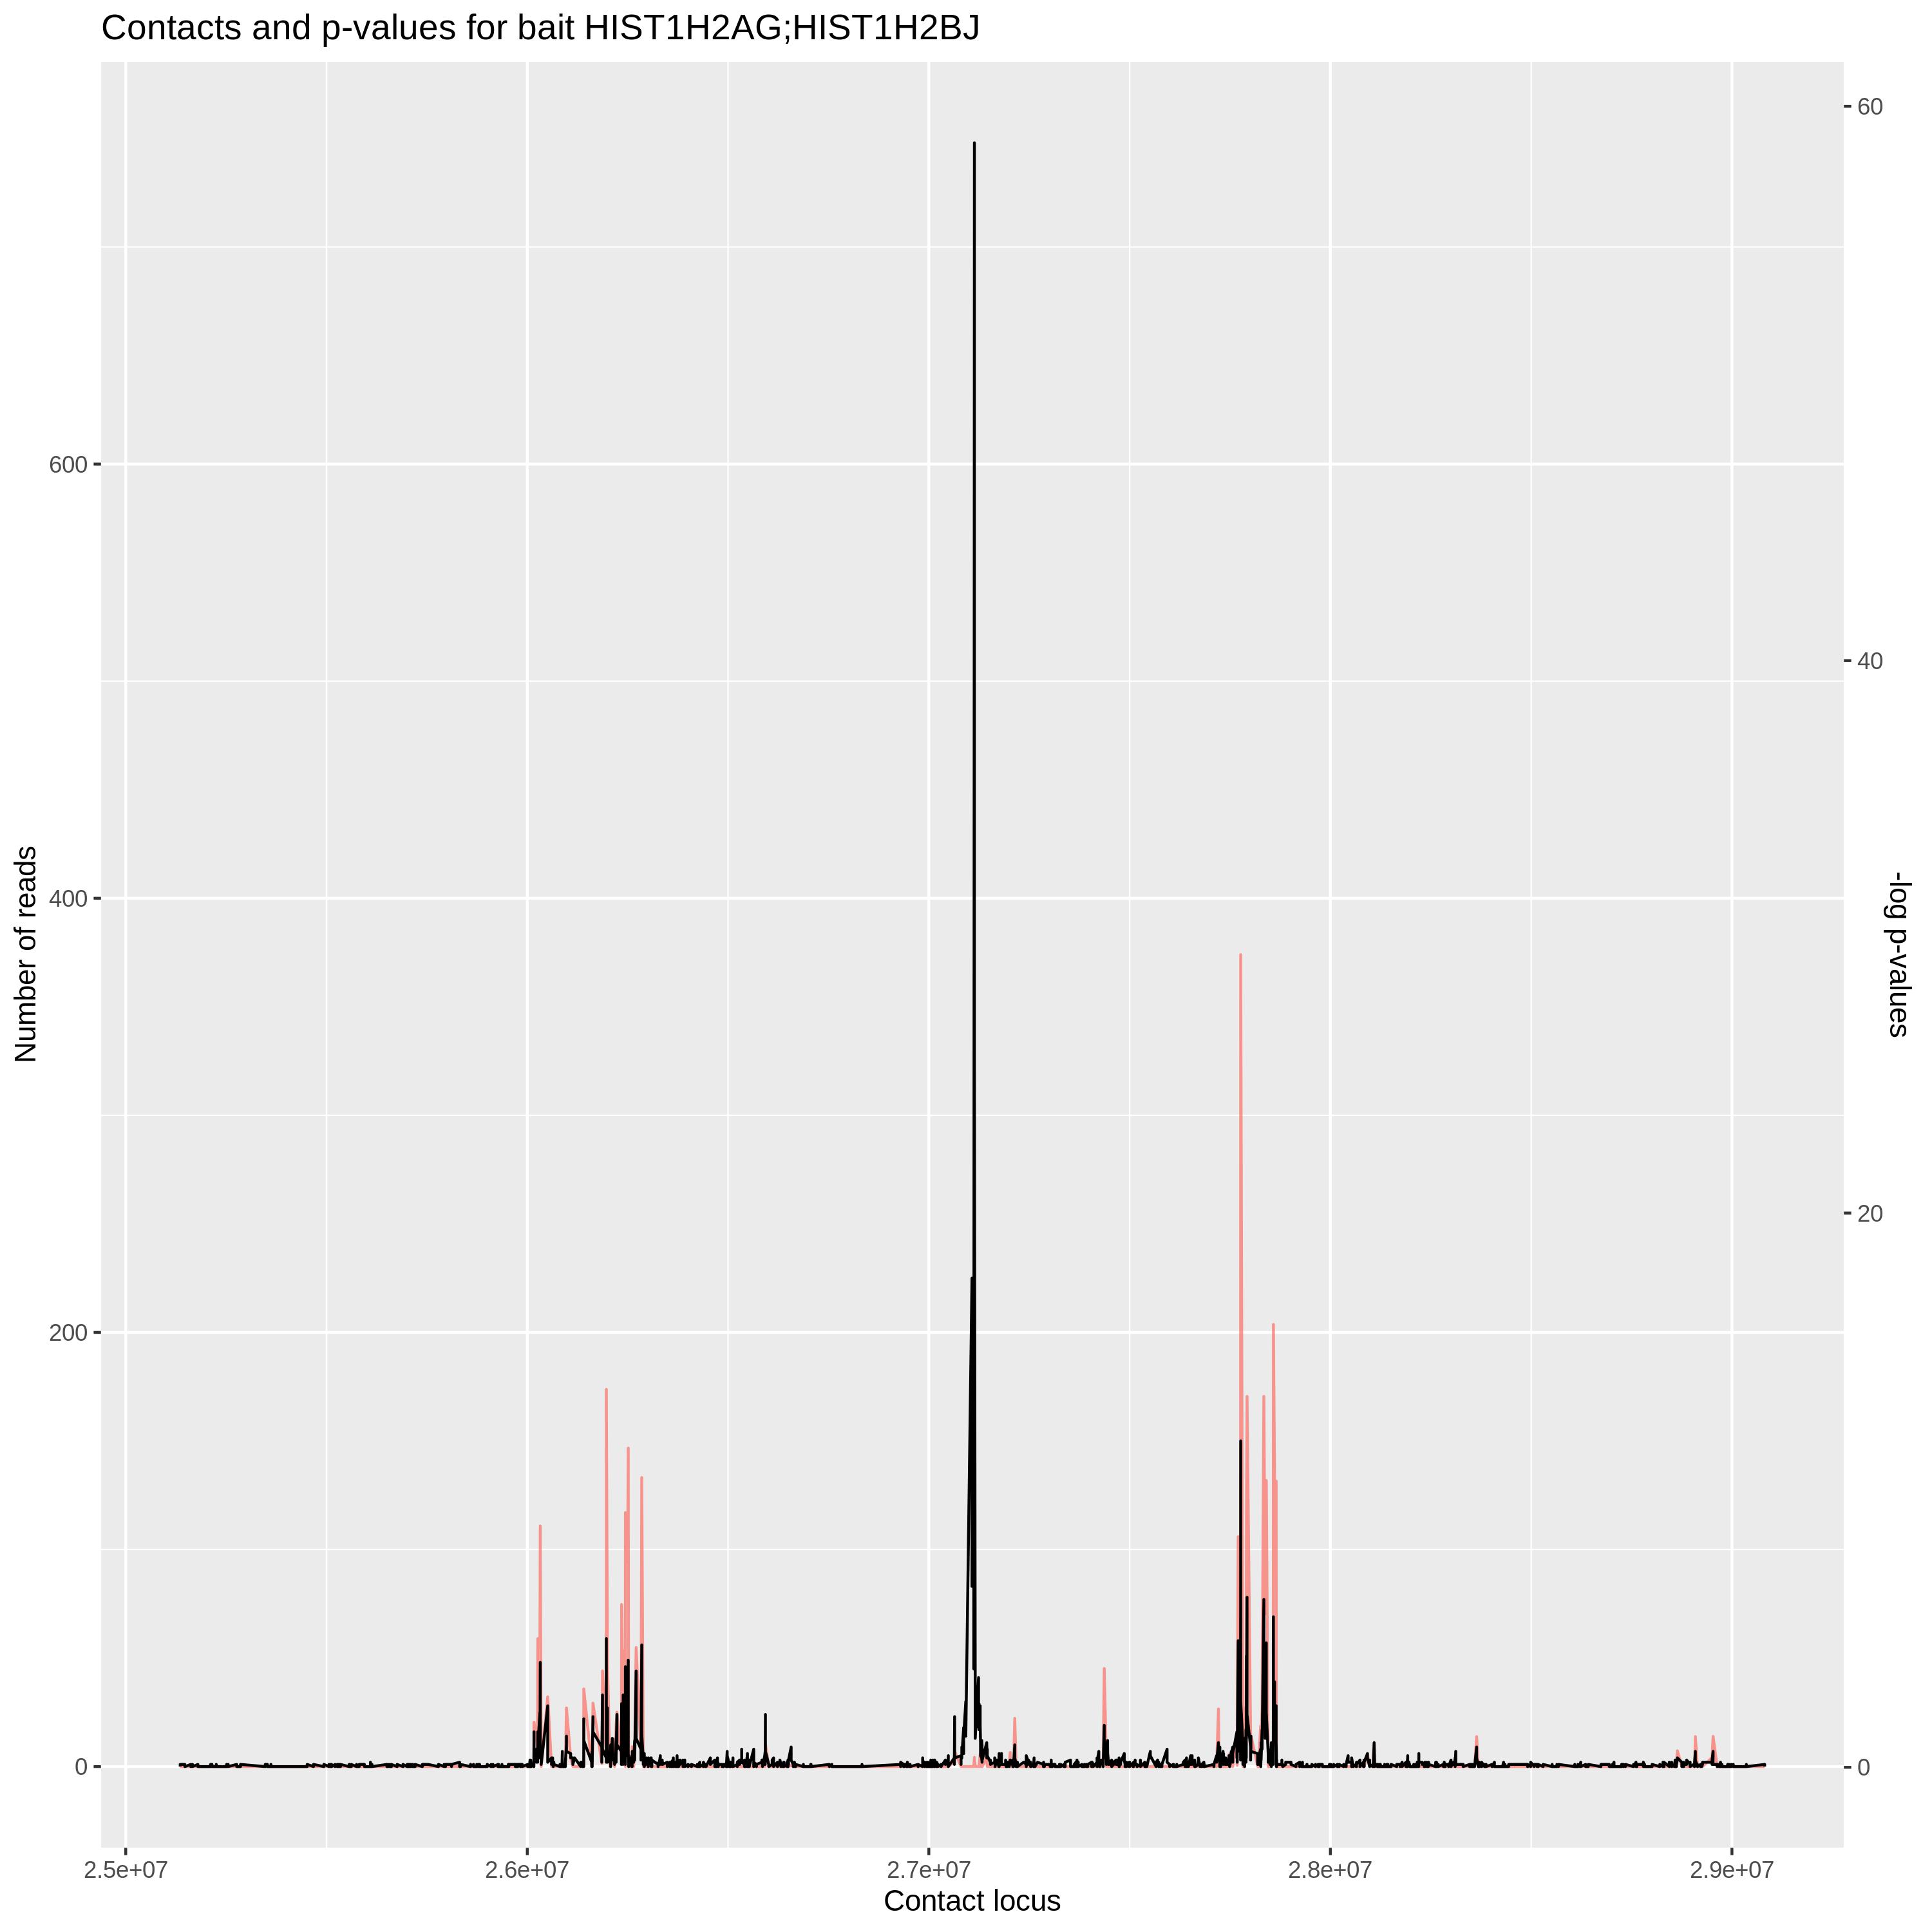 Contacts and p-values for bait HIST1H2AG;HIST1H2BJ
60
600
40
400
20
200
0
0
Number of reads
-log p-values
2.5e+07
2.6e+07
2.7e+07
2.8e+07
2.9e+07
Contact locus